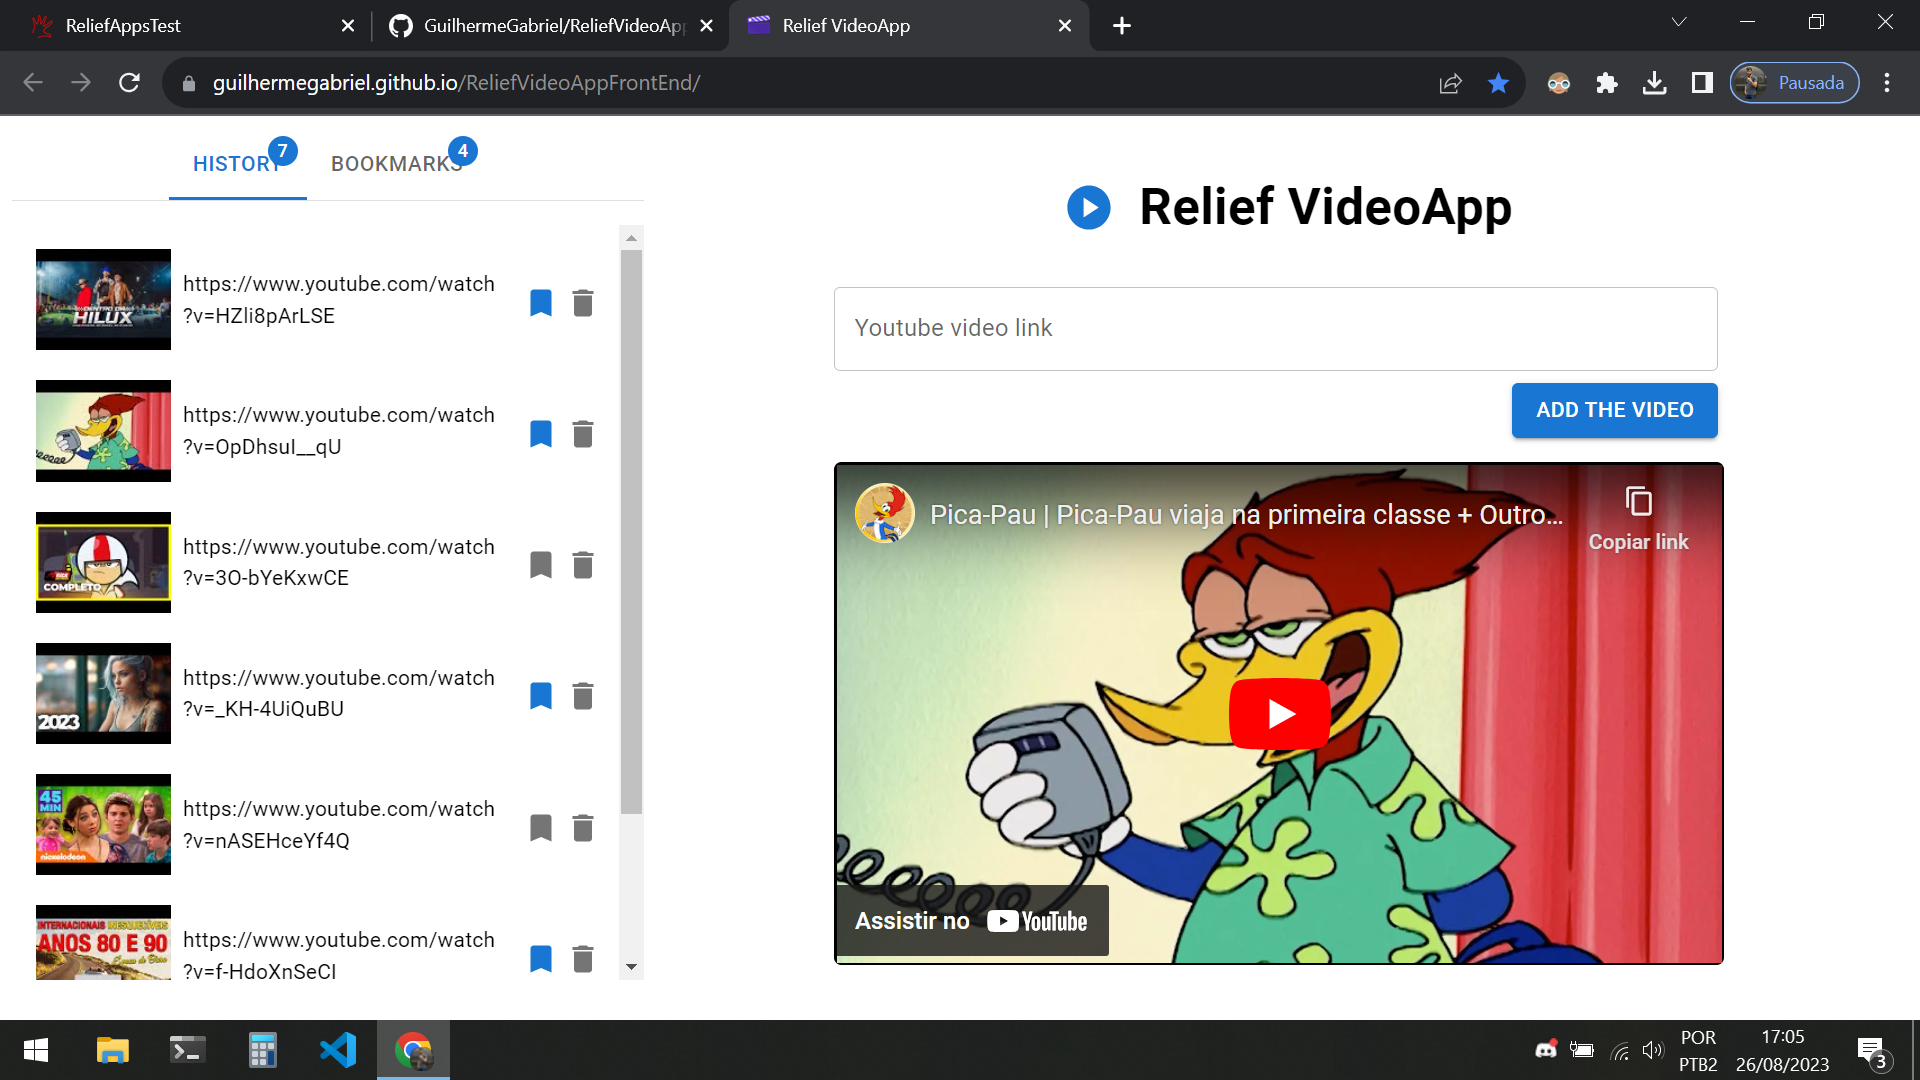 ReliefAppsTest
GuilhermeGabriel/ReliefVideoAp
Relief VideoApp
guilhermegabriel.github.io/ReliefVideoAppFrontEnd/
Pausada
HISTORY
7
BOOKMARKS
4
Relief VideoApp
Youtube video link
ADD THE VIDEO
HILUX
https://www.youtube.com/watch
?v=HZli8pArLSE
https://www.youtube.com/watch
?v=OpDhsuI__qU
COMPLETO
https://www.youtube.com/watch
?v=3O-bYeKxwCE
2023
https://www.youtube.com/watch
?v=_KH-4UiQuBU
45
MIN
nickelodeon
https://www.youtube.com/watch
?v=nASEHceYf4Q
INTERNACIONAIS INESQUECÍVEIS
ANOS 80 E 90
https://www.youtube.com/watch
?v=f-HdoXnSeCI
Pica-Pau | Pica-Pau viaja na primeira classe + Outro...
Copiar link
Assistir no YouTube
POR
PTB2
17:05
26/08/2023
3